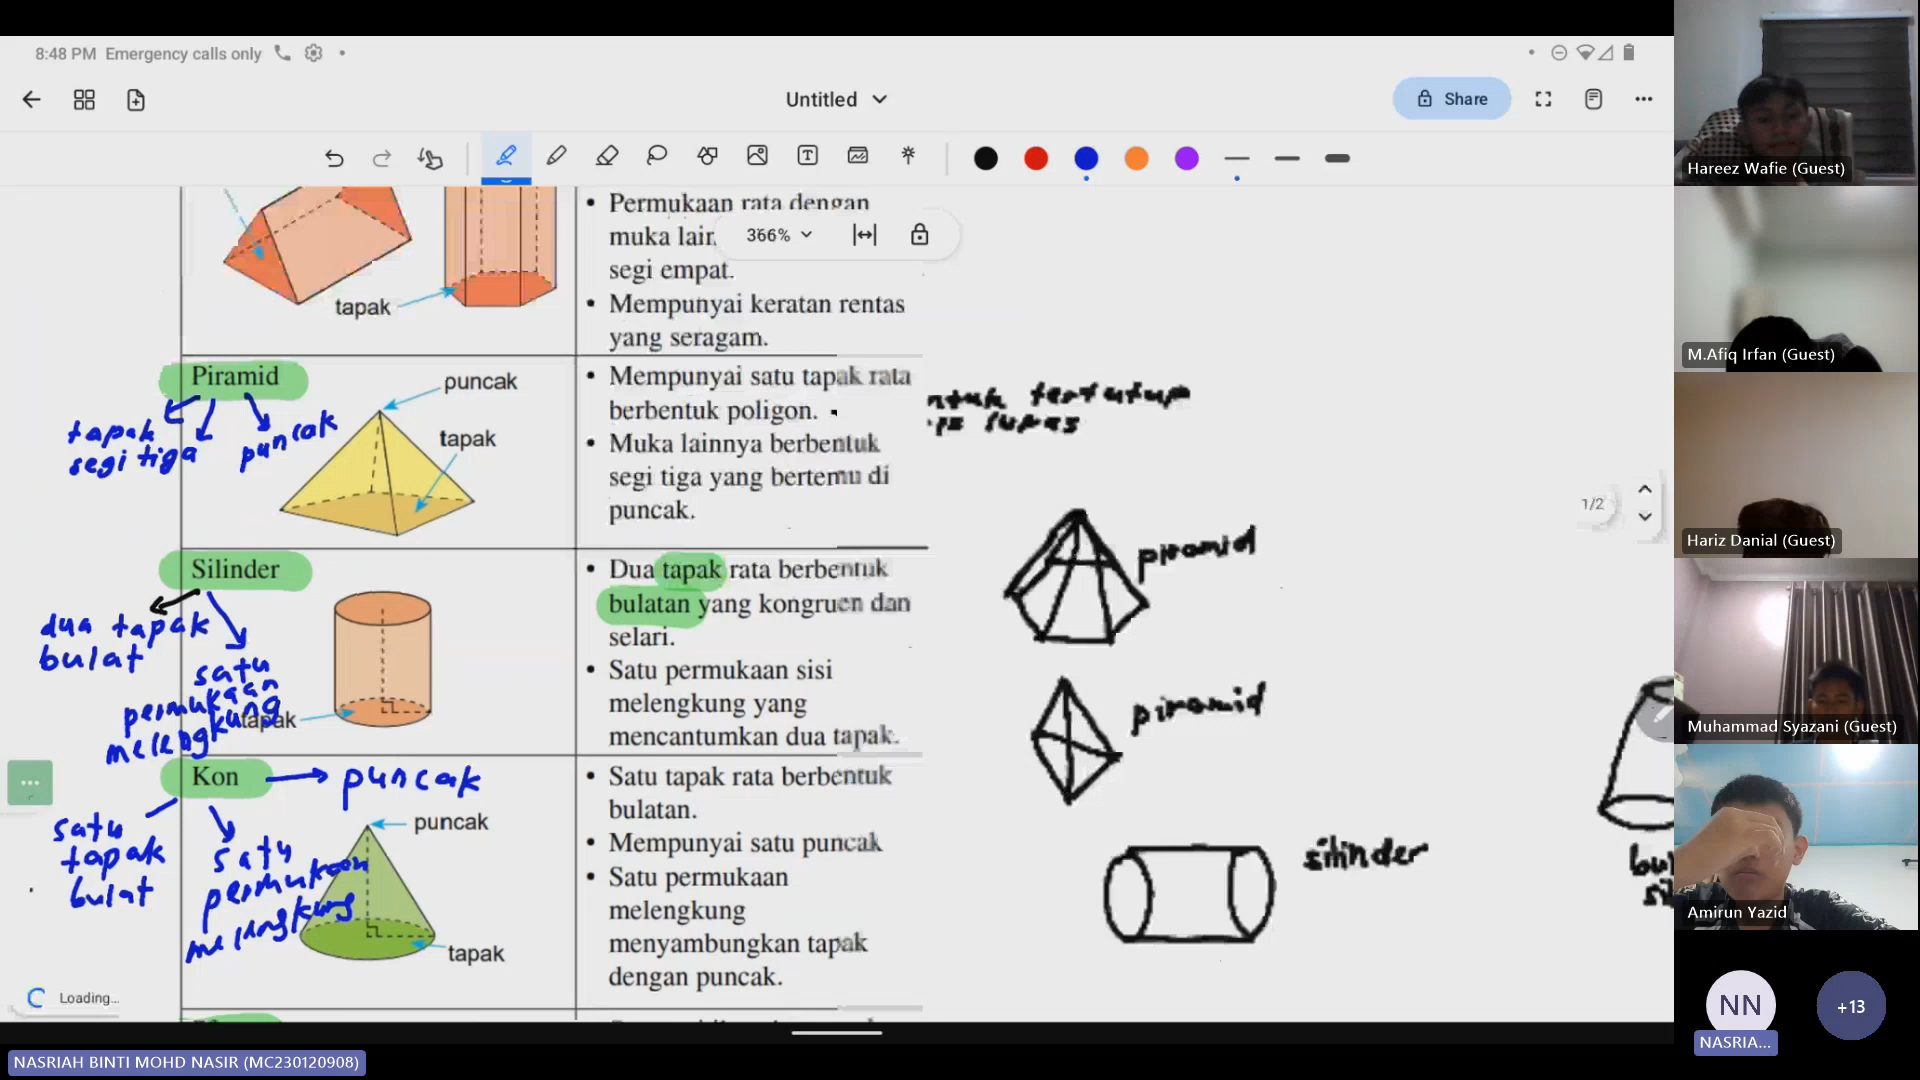 8:48 PM Emergency calls only
Untitled
Share
366%
Permukaan rata dengan
segi empat.
Mempunyai keratan rentas
yang seragam.
tapak
Piramid
puncak
tapak
tapak
segi tiga
puncak
Mempunyai satu tapak rata
berbentuk poligon.
Muka lainnya berbentuk
segi tiga yang bertemu di
puncak.
tertutup
piramid
piramid
silinder
1/2
Silinder
dua tapak
bulat
satu
permukaan
melengkung
tapak
Dua tapak rata berbentuk
bulatan yang kongruen dan
selari.
Satu permukaan sisi
melengkung yang
mencantumkan dua tapak.
Kon
puncak
satu
tapak
bulat
satu
permukaan
melengkung
puncak
tapak
Satu tapak rata berbentuk
bulatan.
Mempunyai satu puncak
Satu permukaan
melengkung
menyambungkan tapak
dengan puncak.
Loading...
NASRIAH BINTI MOHD NASIR (MC230120908)
Hareez Wafie (Guest)
M.Afiq Irfan (Guest)
Hariz Danial (Guest)
Muhammad Syazani (Guest)
Amirun Yazid
NN
NASRIA...
+13